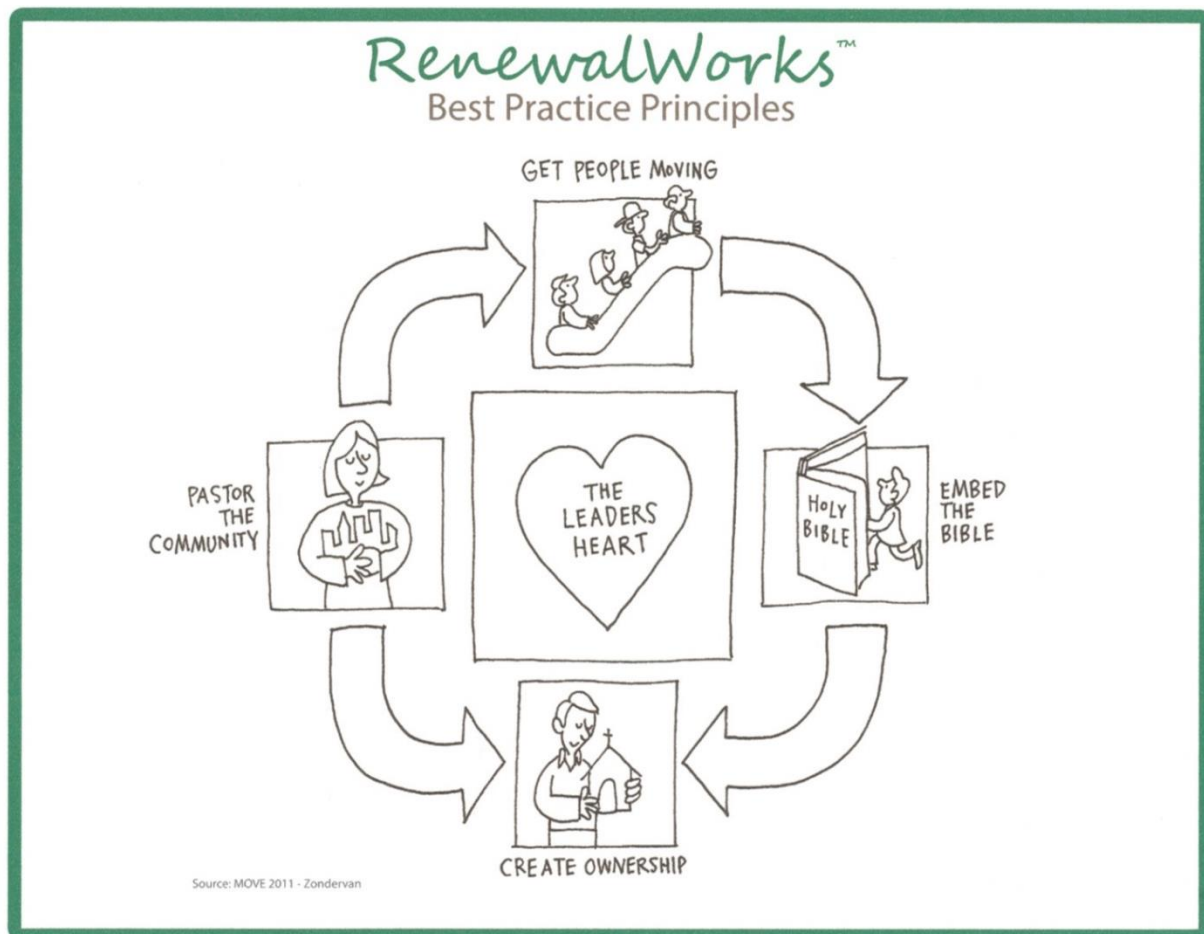 RenewalWorks™
Best Practice Principles
GET PEOPLE MOVING
PASTOR
THE
COMMUNITY
THE
LEADERS
HEART
HOLY
BIBLE
EMBED
THE
BIBLE
CREATE OWNERSHIP
Source: MOVE 2011 - Zondervan